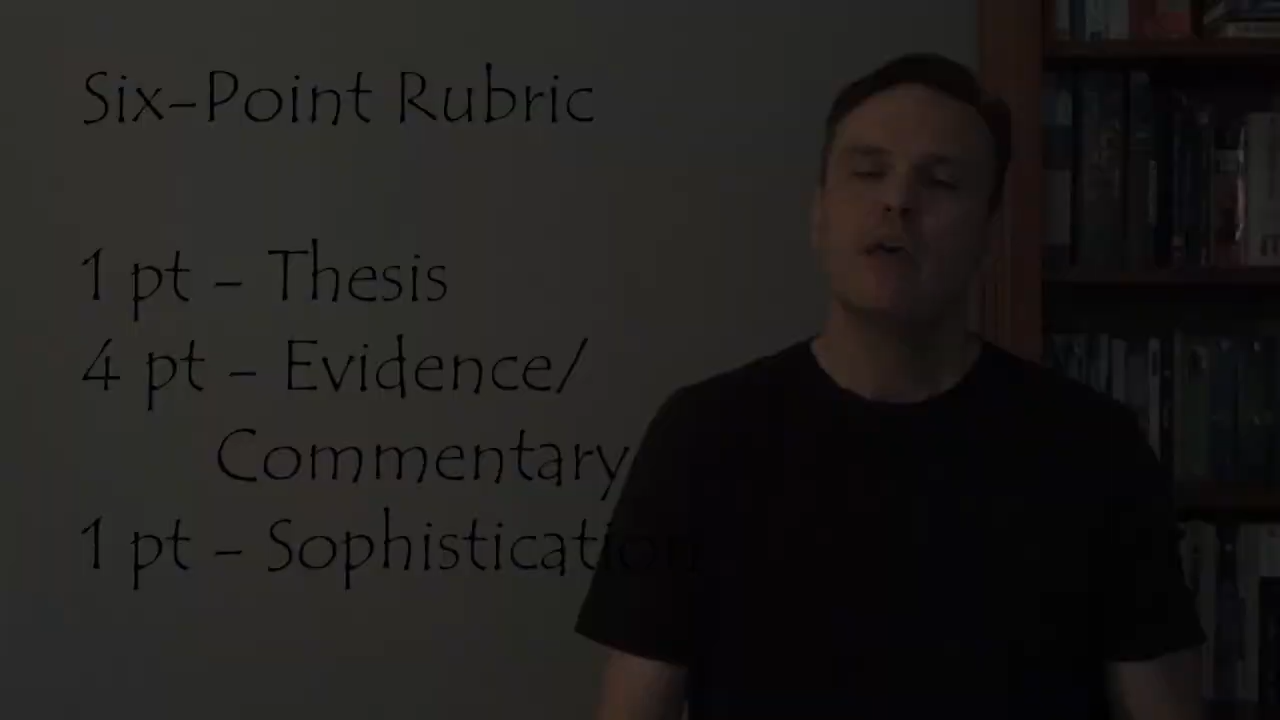 Six-Point Rubric
1 pt - Thesis
4 pt - Evidence/
Commentary
1 pt - Sophistication